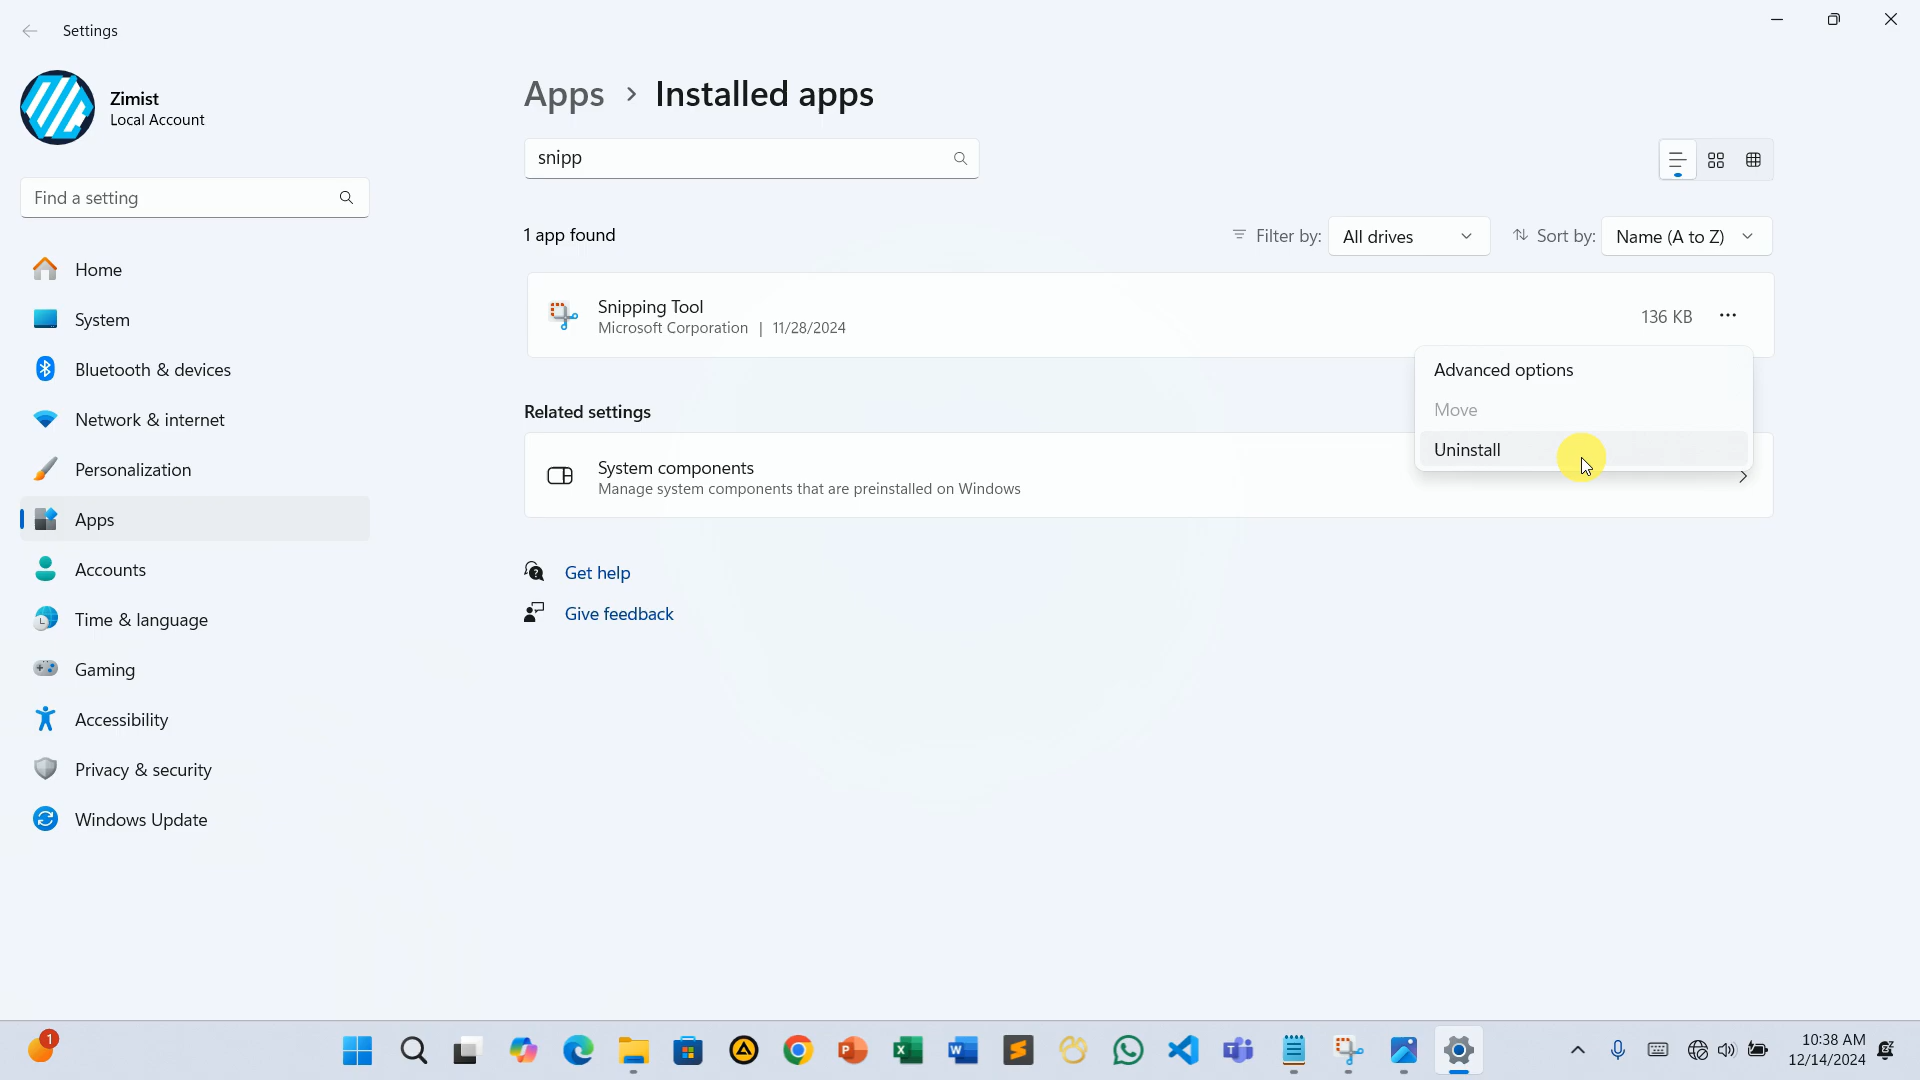 Settings
Zimist
Local Account
Find a setting
Home
System
Bluetooth & devices
Network & internet
Personalization
Apps
Accounts
Time & language
Gaming
Accessibility
Privacy & security
Windows Update
Apps > Installed apps
snipp
1 app found
Filter by: All drives
Sort by: Name (A to Z)
Snipping Tool
Microsoft Corporation | 11/28/2024
136 KB
Advanced options
Move
Uninstall
Related settings
System components
Manage system components that are preinstalled on Windows
Get help
Give feedback
1
10:38 AM
12/14/2024